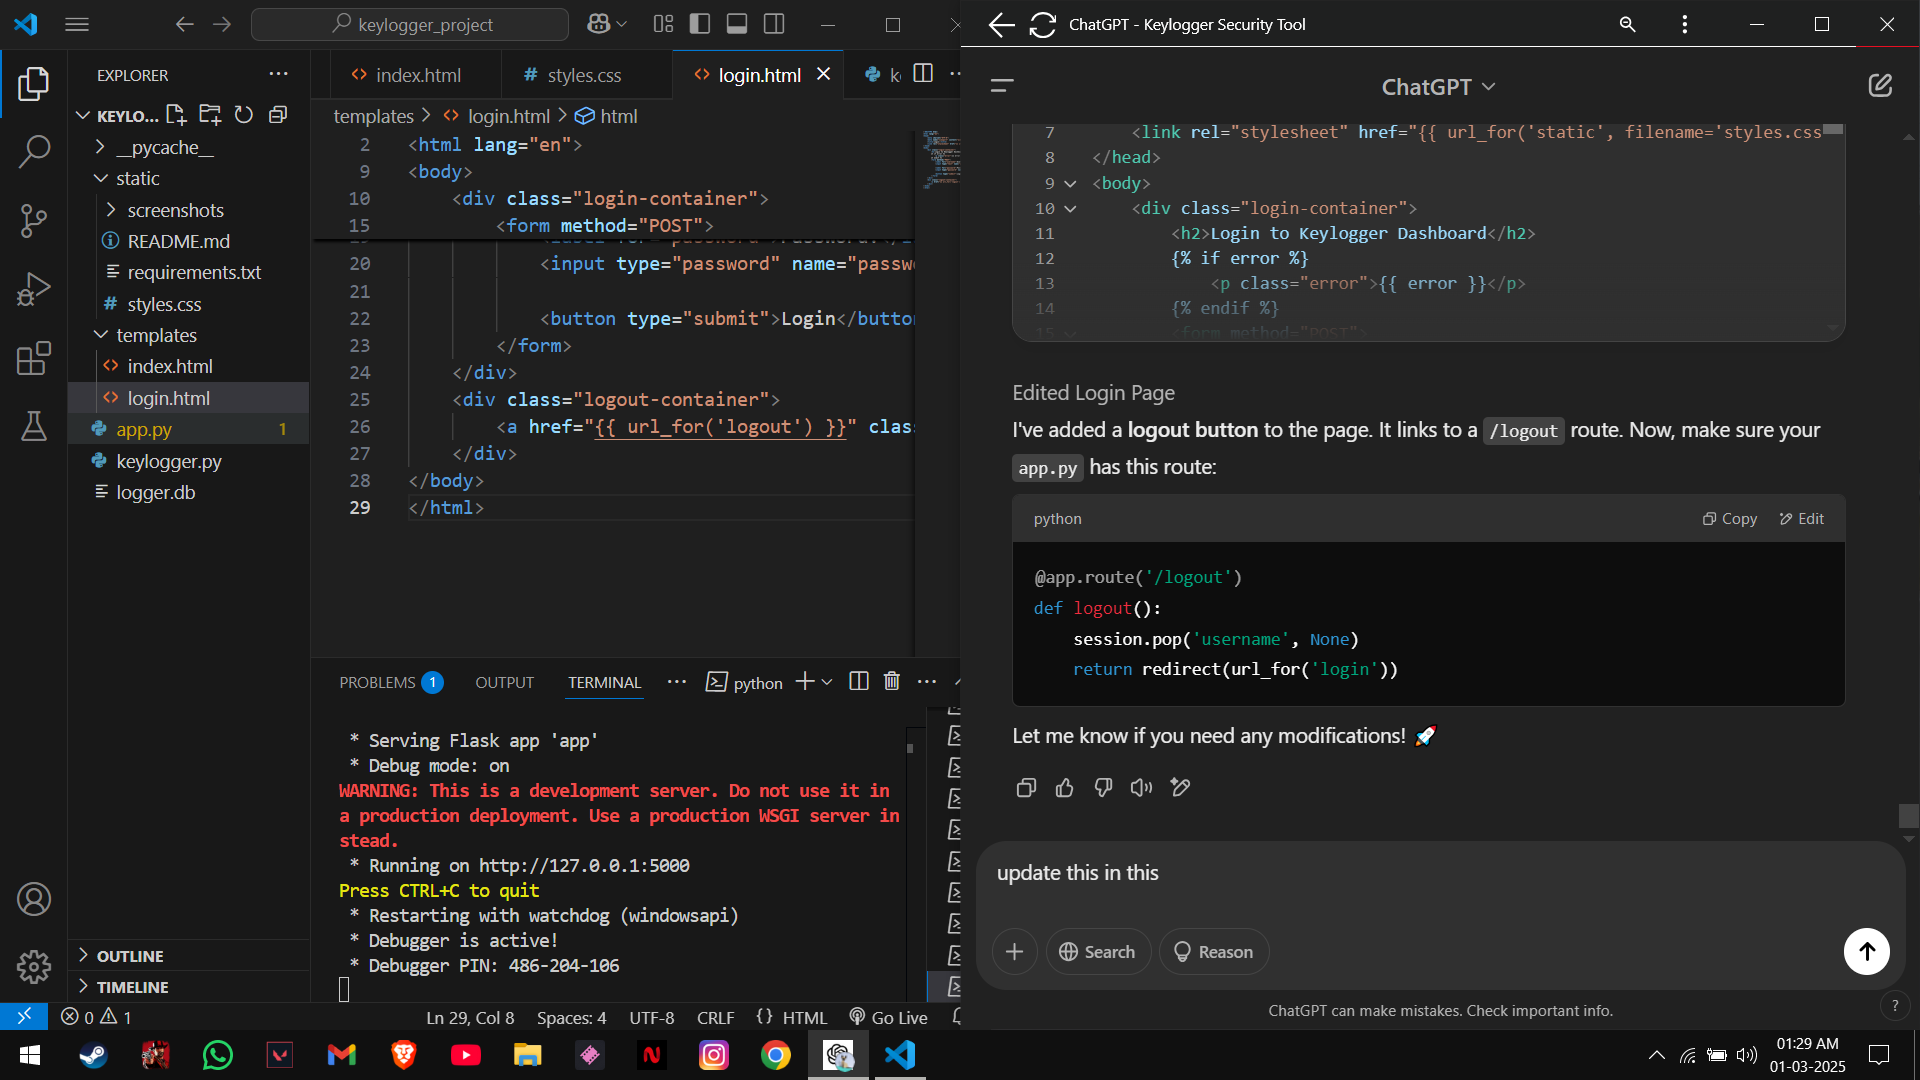 keylogger_project
EXPLORER
KEYLO...
__pycache__
static
screenshots
README.md
requirements.txt
# styles.css
templates
index.html
login.html
app.py 1
keylogger.py
logger.db
OUTLINE
TIMELINE
index.html
# styles.css
login.html
templates > login.html > html
2 <html lang="en">
9 <body>
10 <div class="login-container">
15 <form method="POST">
20 <input type="password" name="passw
21
22 <button type="submit">Login</button
23 </form>
24 </div>
25 <div class="logout-container">
26 <a href="{{ url_for('logout') }}" clas
27 </div>
28 </body>
29 </html>
PROBLEMS 1 OUTPUT TERMINAL python
* Serving Flask app 'app'
* Debug mode: on
WARNING: This is a development server. Do not use it in
a production deployment. Use a production WSGI server in
stead.
* Running on http://127.0.0.1:5000
Press CTRL+C to quit
* Restarting with watchdog (windowsapi)
* Debugger is active!
* Debugger PIN: 486-204-106
0 1 Ln 29, Col 8 Spaces: 4 UTF-8 CRLF {} HTML Go Live
ChatGPT - Keylogger Security Tool
ChatGPT
7 <link rel="stylesheet" href="{{ url_for('static', filename='styles.css
8 </head>
9 <body>
10 <div class="login-container">
11 <h2>Login to Keylogger Dashboard</h2>
12 {% if error %}
13 <p class="error">{{ error }}</p>
14 {% endif %}
15 <form method="POST">
Edited Login Page
I've added a logout button to the page. It links to a /logout route. Now, make sure your
app.py has this route:
python Copy Edit
@app.route('/logout')
def logout():
session.pop('username', None)
return redirect(url_for('login'))
Let me know if you need any modifications! 🚀
update this in this
Search Reason
ChatGPT can make mistakes. Check important info.
?
01:29 AM
01-03-2025